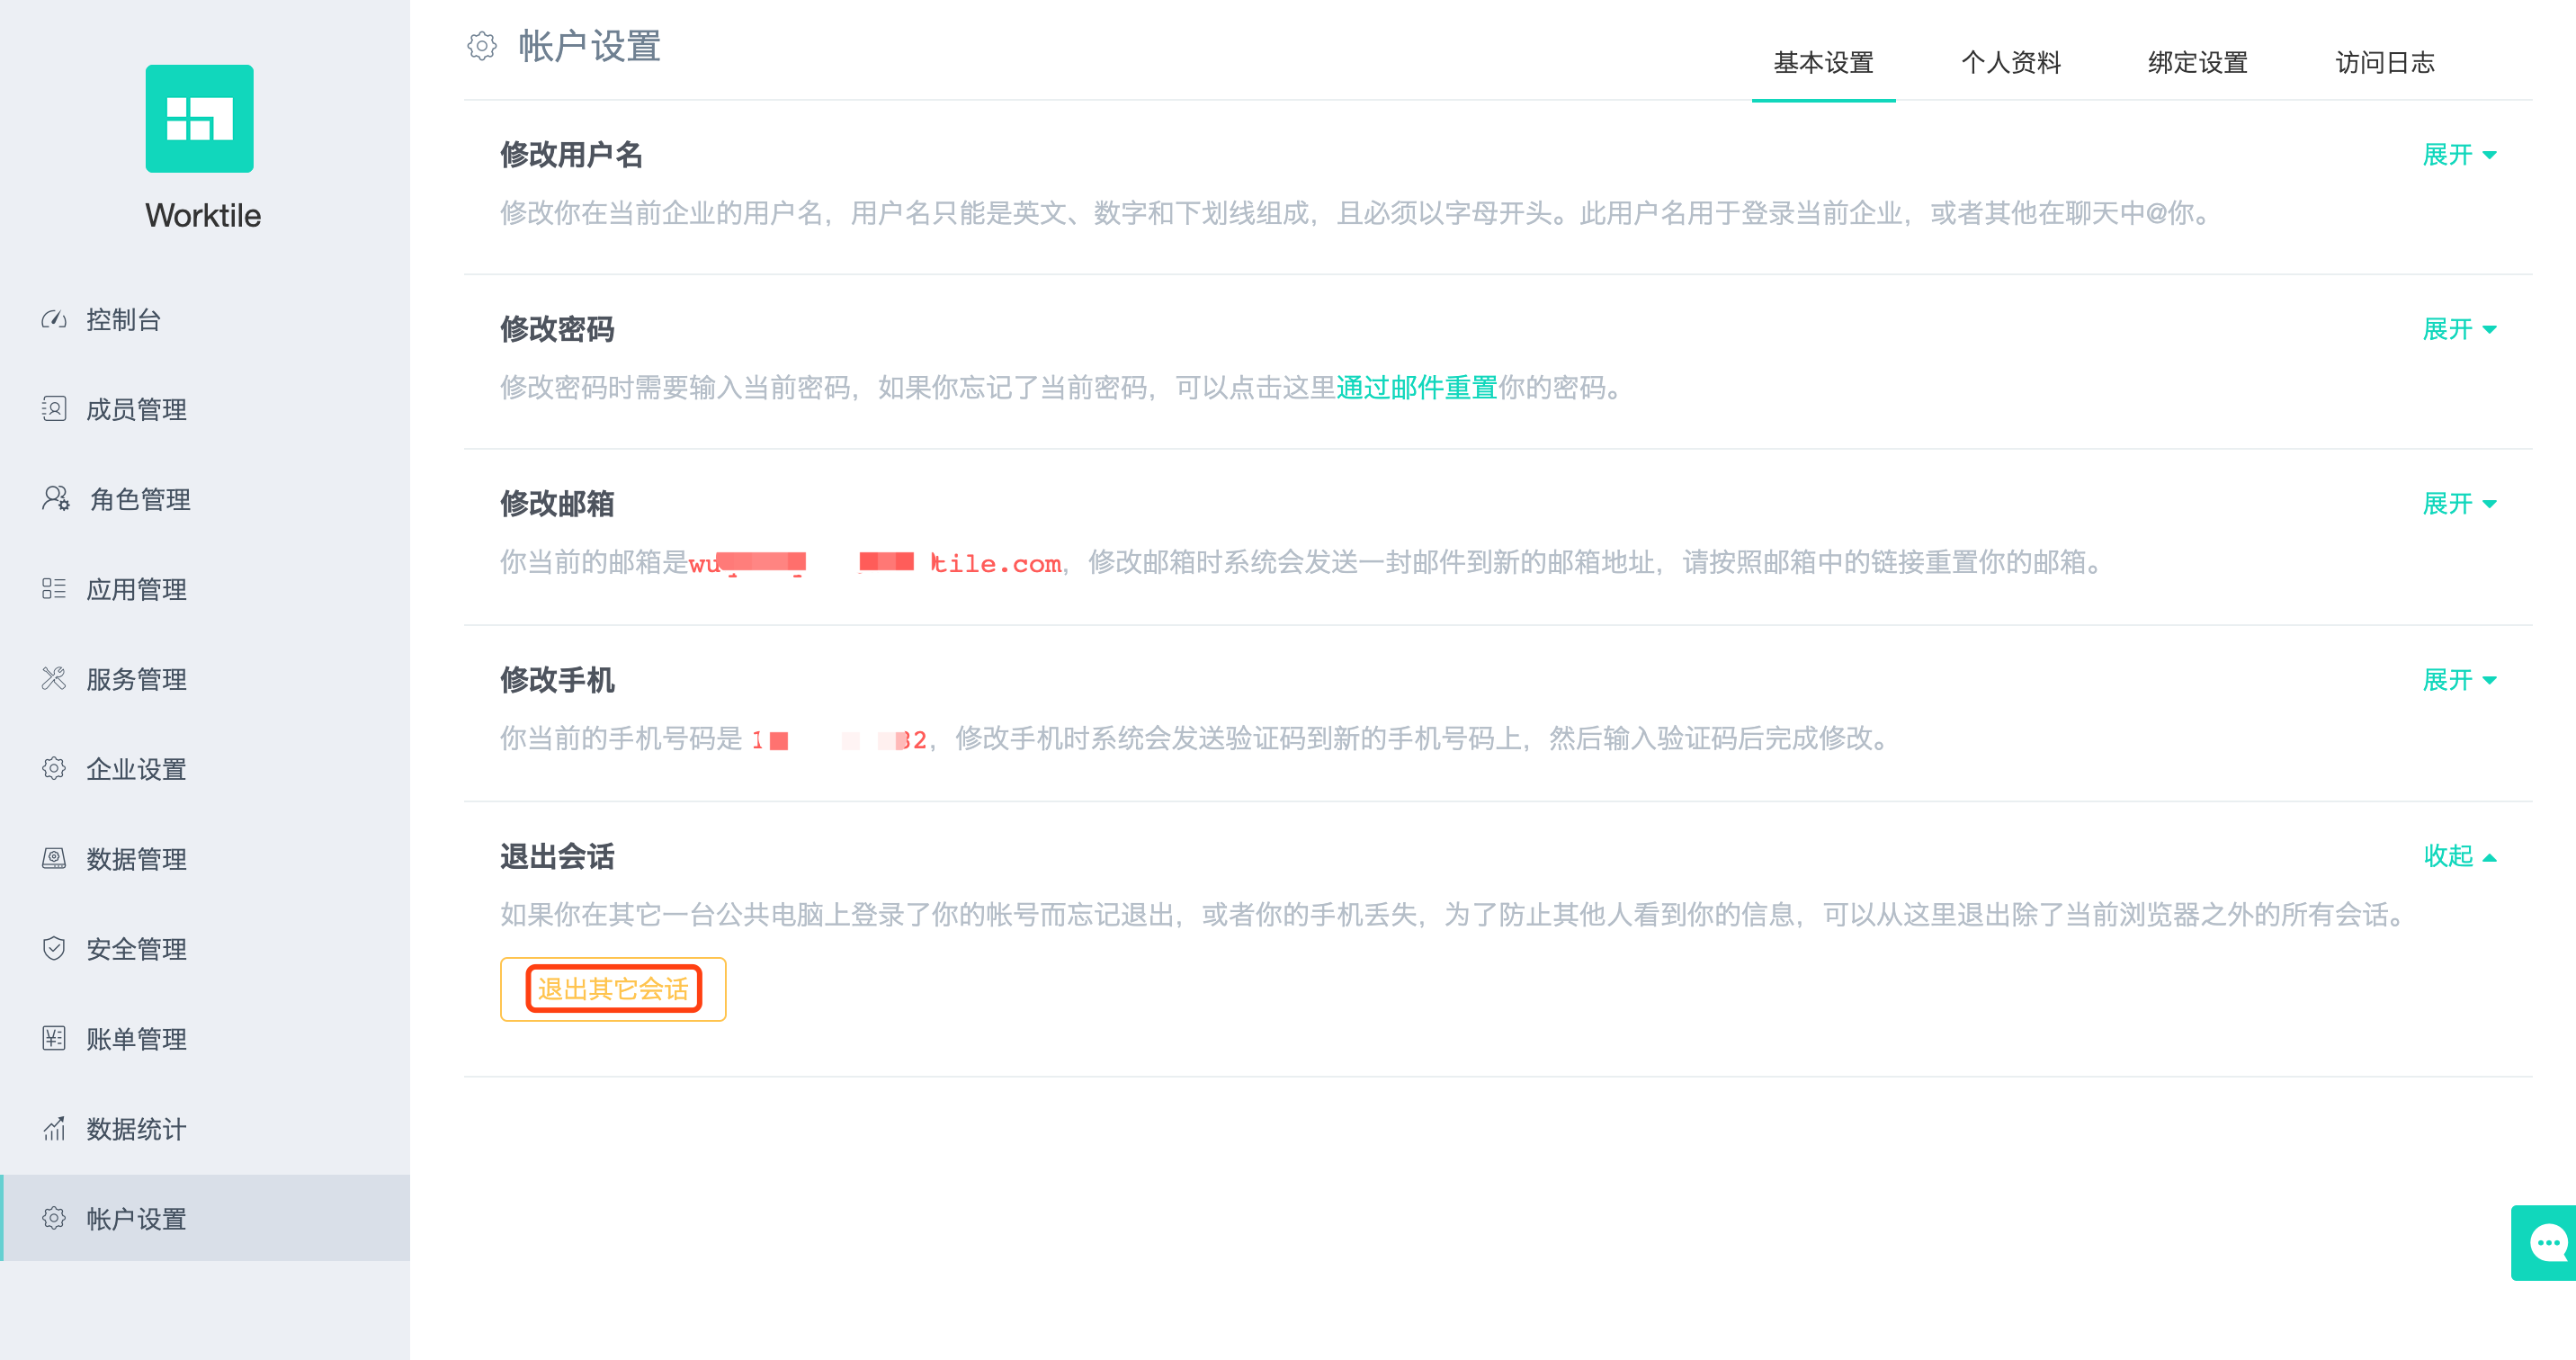 帐户设置
基本设置 个人资料 绑定设置 访问日志
Worktile
控制台
成员管理
角色管理
应用管理
服务管理
企业设置
数据管理
安全管理
账单管理
数据统计
帐户设置
修改用户名 展开
修改你在当前企业的用户名，用户名只能是英文、数字和下划线组成，且必须以字母开头。此用户名用于登录当前企业，或者其他在聊天中@你。
修改密码 展开
修改密码时需要输入当前密码，如果你忘记了当前密码，可以点击这里通过邮件重置你的密码。
修改邮箱 展开
你当前的邮箱是wu tile.com，修改邮箱时系统会发送一封邮件到新的邮箱地址，请按照邮箱中的链接重置你的邮箱。
修改手机 展开
你当前的手机号码是 1 2，修改手机时系统会发送验证码到新的手机号码上，然后输入验证码后完成修改。
退出会话 收起
如果你在其它一台公共电脑上登录了你的帐号而忘记退出，或者你的手机丢失，为了防止其他人看到你的信息，可以从这里退出除了当前浏览器之外的所有会话。
退出其它会话